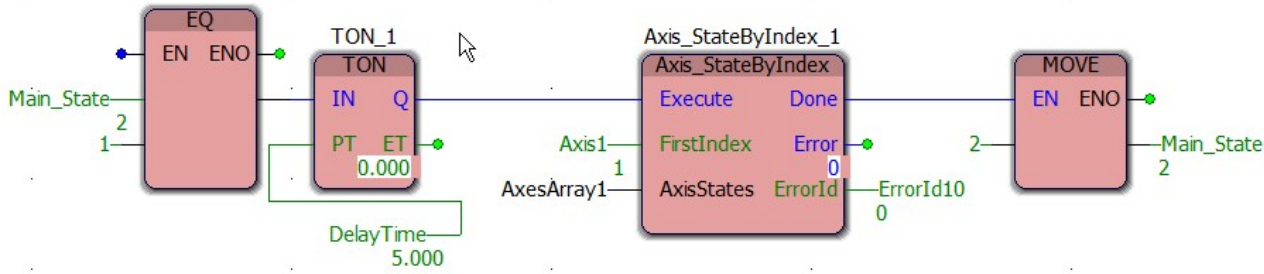 EQ
EN ENO
Main_State
2
1
TON_1
TON
IN Q
PT ET
0.000
DelayTime
5.000
Axis_StateByIndex_1
Axis_StateByIndex
Execute Done
Axis1 FirstIndex Error
1 0
AxesArray1 AxisStates ErrorId ErrorId10
0
MOVE
EN ENO
2 Main_State
2